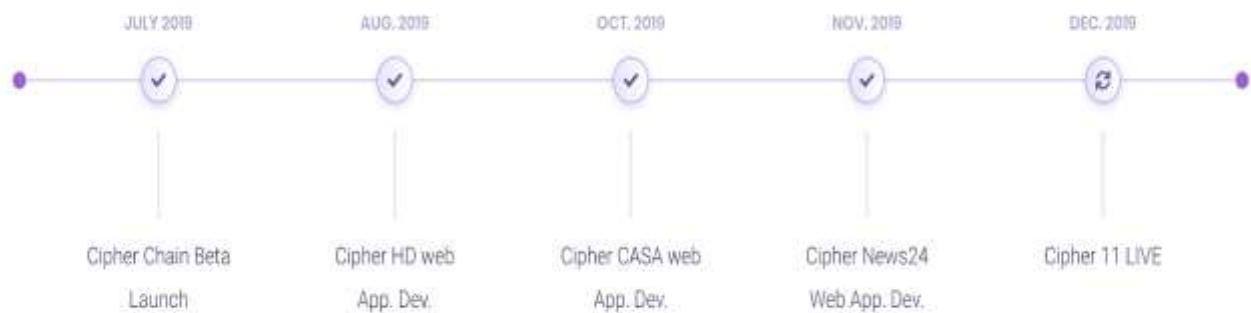 JULY 2019
AUG. 2019
OCT. 2019
NOV. 2019
DEC. 2019
Cipher Chain Beta
Launch
Cipher HD web
App. Dev.
Cipher CASA web
App. Dev.
Cipher News24
Web App. Dev.
Cipher 11 LIVE